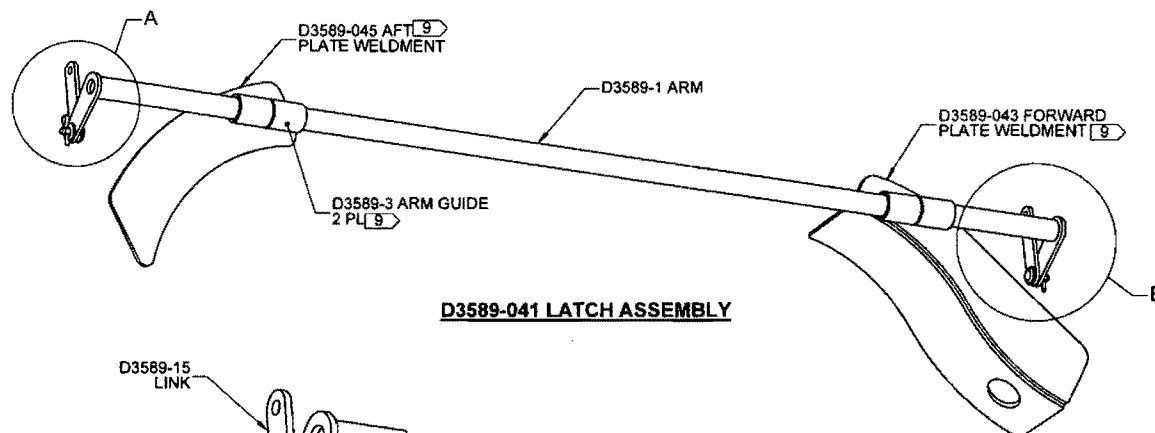 A
D3589-045 AFT 9
PLATE WELDMENT
D3589-1 ARM
D3589-043 FORWARD
PLATE WELDMENT 9
D3589-3 ARM GUIDE
2 PL 9
D3589-041 LATCH ASSEMBLY
D3589-15
LINK